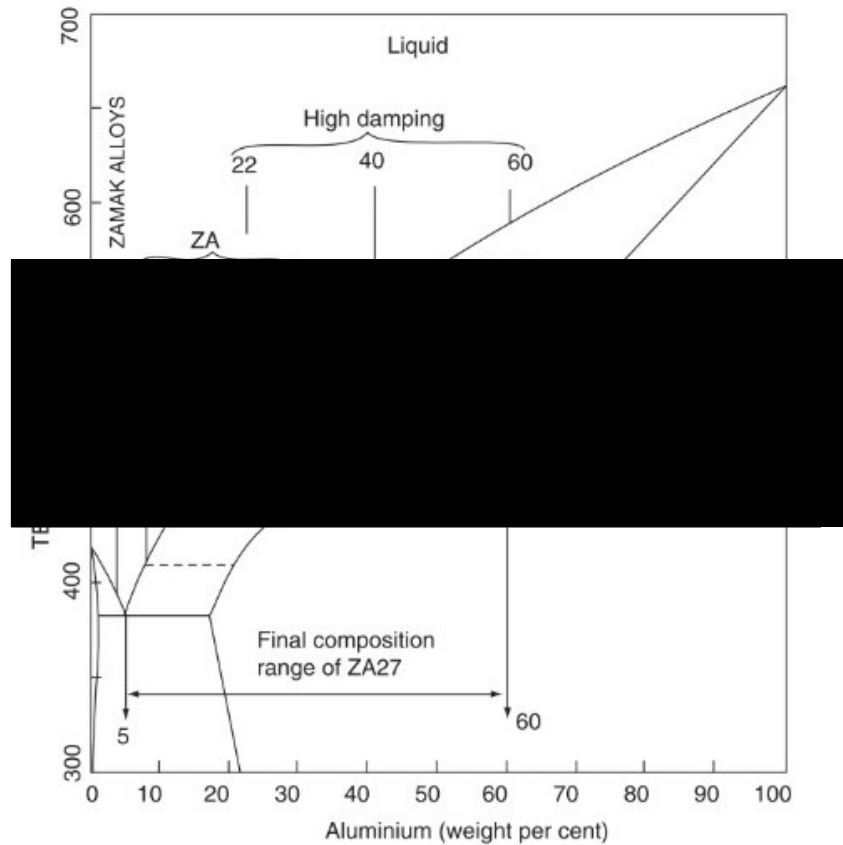 700
Liquid
High damping
22
40
60
600
ZAMAK ALLOYS
ZA
400
Final composition
range of ZA27
5
60
300
0 10 20 30 40 50 60 70 80 90 100
Aluminium (weight per cent)